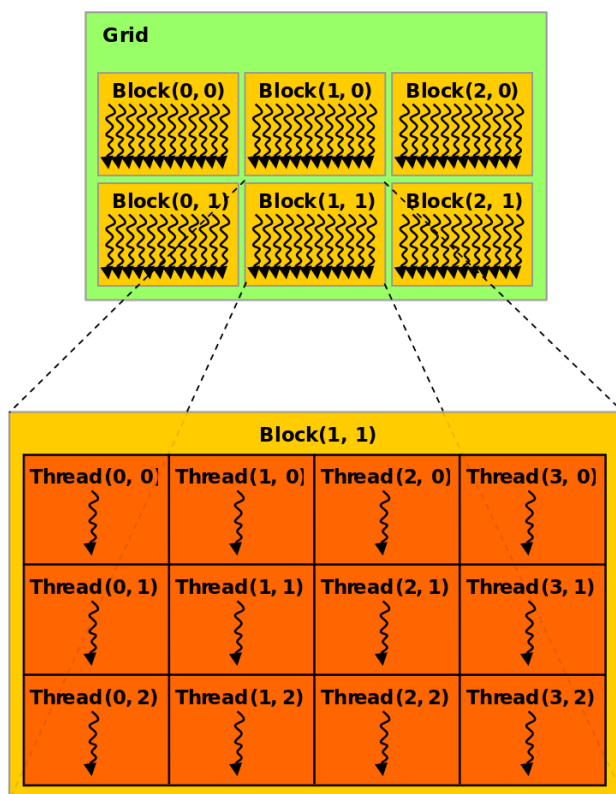 Grid
Block(0, 0) Block(1, 0) Block(2, 0)
Block(0, 1) Block(1, 1) Block(2, 1)
Block(1, 1)
Thread(0, 0) Thread(1, 0) Thread(2, 0) Thread(3, 0)
Thread(0, 1) Thread(1, 1) Thread(2, 1) Thread(3, 1)
Thread(0, 2) Thread(1, 2) Thread(2, 2) Thread(3, 2)